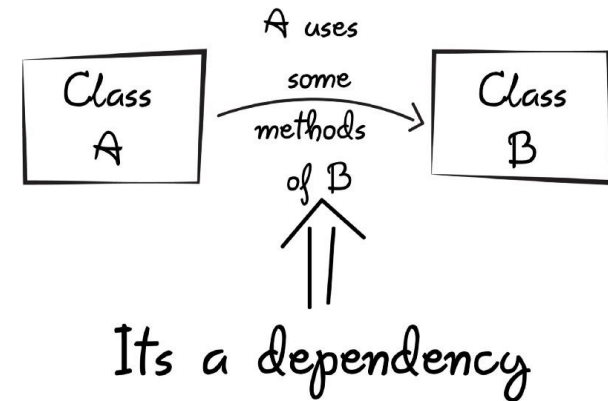 Class
A
A uses
some
methods
of B
Class
B
Its a dependency